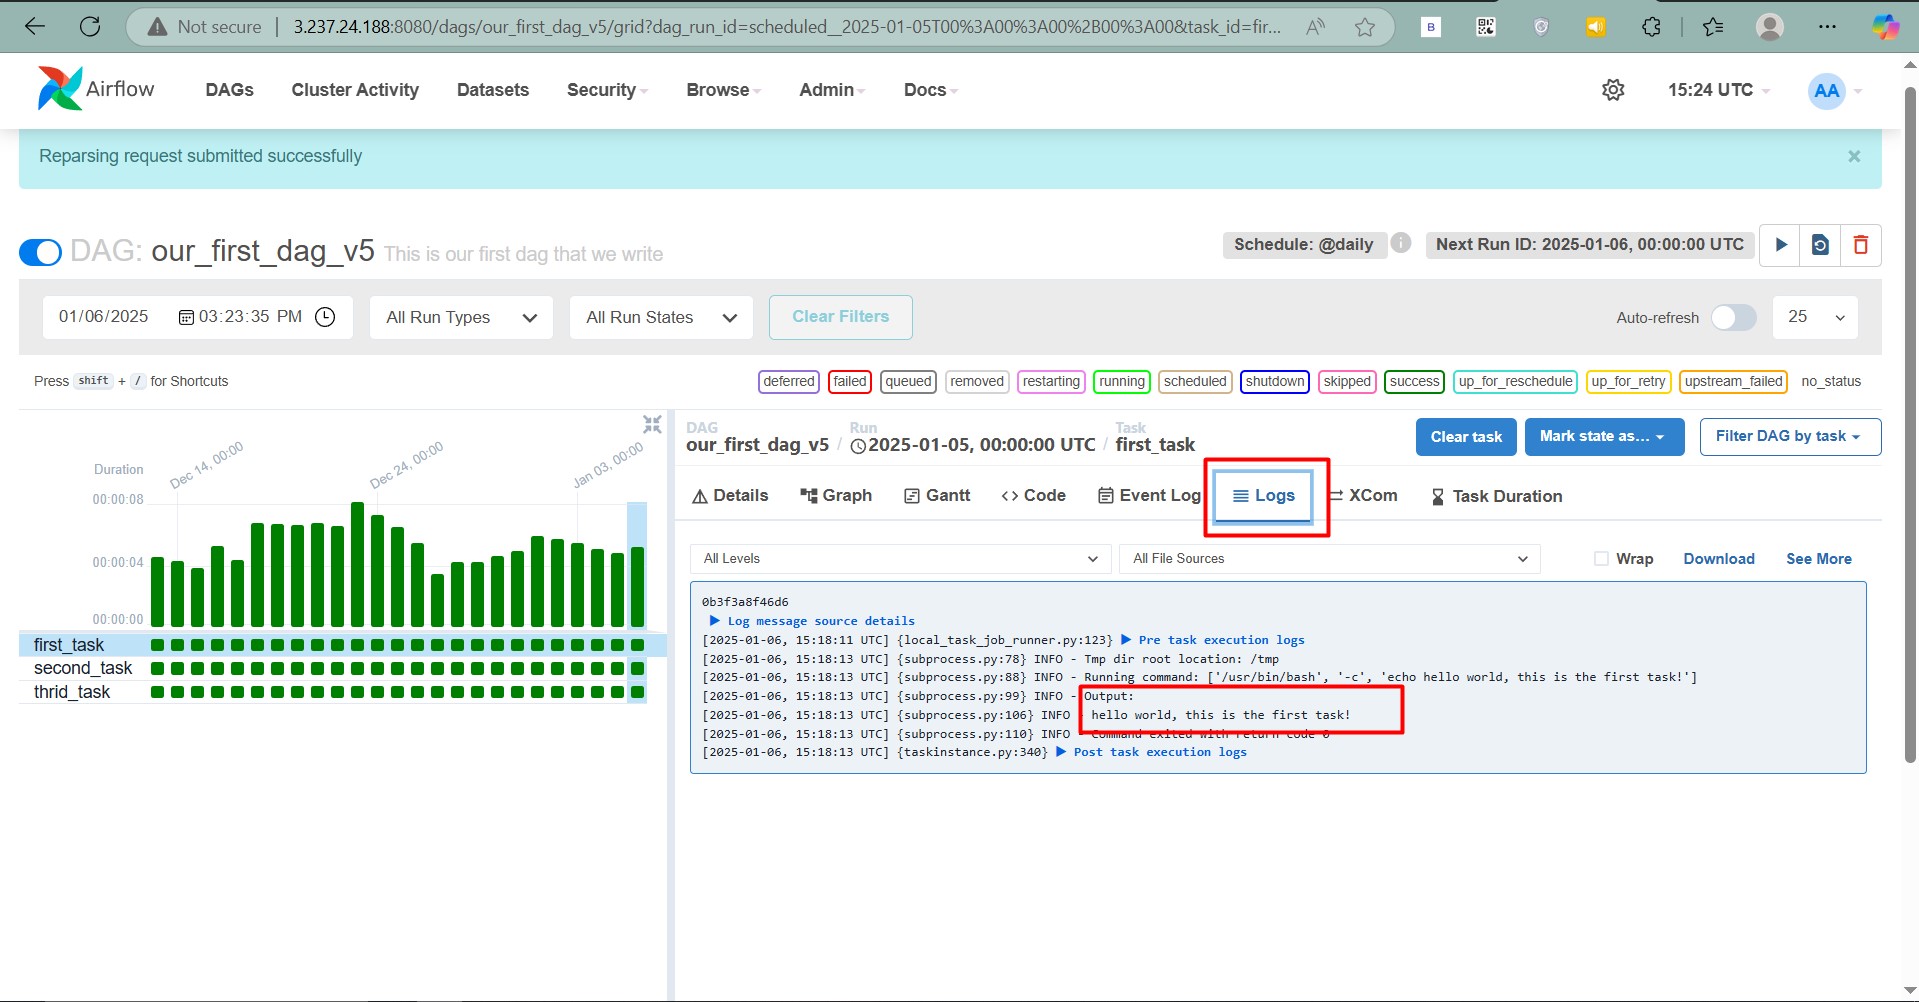 Not secure | 3.237.24.188:8080/dags/our_first_dag_v5/grid?dag_run_id=scheduled__2025-01-05T00%3A00%3A00%2B00%3A00&task_id=fir... A B
Airflow DAGs Cluster Activity Datasets Security Browse Admin Docs 15:24 UTC AA
Reparsing request submitted successfully ×
DAG: our_first_dag_v5 This is our first dag that we write Schedule: @daily i Next Run ID: 2025-01-06, 00:00:00 UTC
01/06/2025 03:23:35 PM All Run Types All Run States Clear Filters Auto-refresh 25
Press shift + / for Shortcuts deferred failed queued removed restarting running scheduled shutdown skipped success up_for_reschedule up_for_retry upstream_failed no_status
Duration
Dec 14, 00:00
Dec 24, 00:00
Jan 03, 00:00
00:00:08
00:00:04
00:00:00
first_task
second_task
thrid_task
DAG Run Task
our_first_dag_v5 / 2025-01-05, 00:00:00 UTC / first_task
Clear task Mark state as... Filter DAG by task
Details Graph Gantt <> Code Event Log Logs XCom Task Duration
All Levels All File Sources Wrap Download See More
0b3f3a8f46d6
▶ Log message source details
[2025-01-06, 15:18:11 UTC] {local_task_job_runner.py:123} ▶ Pre task execution logs
[2025-01-06, 15:18:13 UTC] {subprocess.py:78} INFO - Tmp dir root location: /tmp
[2025-01-06, 15:18:13 UTC] {subprocess.py:88} INFO - Running command: ['/usr/bin/bash', '-c', 'echo hello world, this is the first task!']
[2025-01-06, 15:18:13 UTC] {subprocess.py:99} INFO - Output:
[2025-01-06, 15:18:13 UTC] {subprocess.py:106} INFO - hello world, this is the first task!
[2025-01-06, 15:18:13 UTC] {subprocess.py:110} INFO - Command exited with return code 0
[2025-01-06, 15:18:13 UTC] {taskinstance.py:340} ▶ Post task execution logs